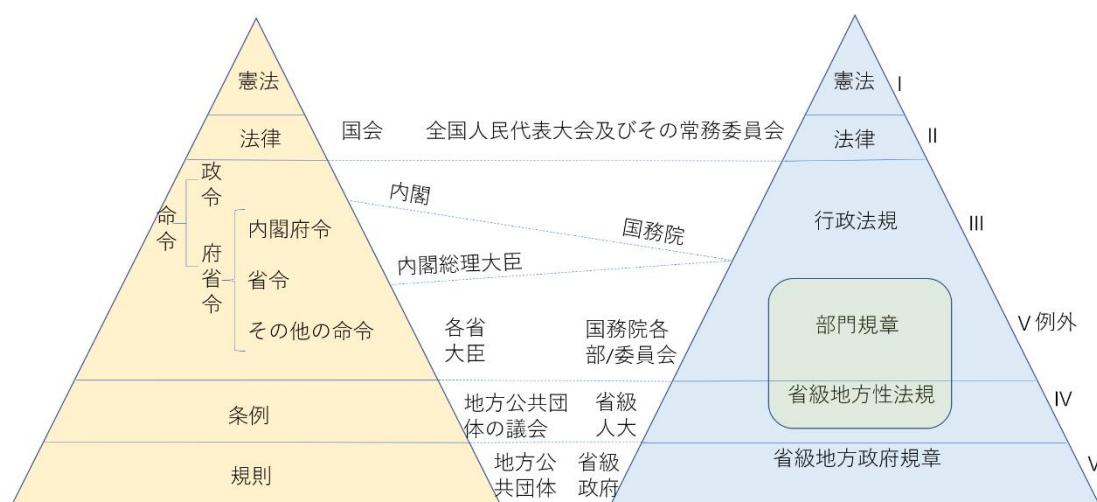 憲法
憲法
I
法律
国会
全国人民代表大会及びその常務委員会
法律
II
命令
政令
府省令
内閣府令
省令
その他の命令
内閣
国務院
内閣総理大臣
行政法規
III
各省
大臣
国務院各
部/委員会
部門規章
V 例外
条例
地方公共団
体の議会
省級
人大
省級地方性法規
IV
規則
地方公
共団体
省級
政府
省級地方政府規章
V